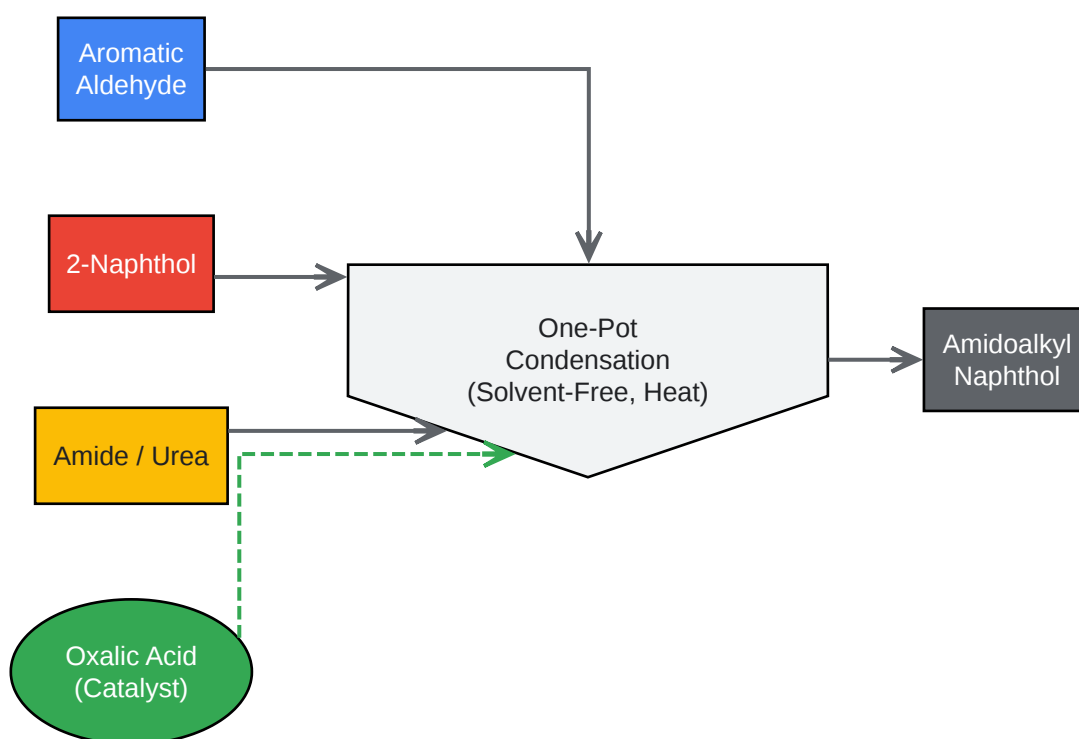 Aromatic
Aldehyde
2-Naphthol
One-Pot
Condensation
(Solvent-Free, Heat)
Amidoalkyl
Naphthol
Amide / Urea
Oxalic Acid
(Catalyst)